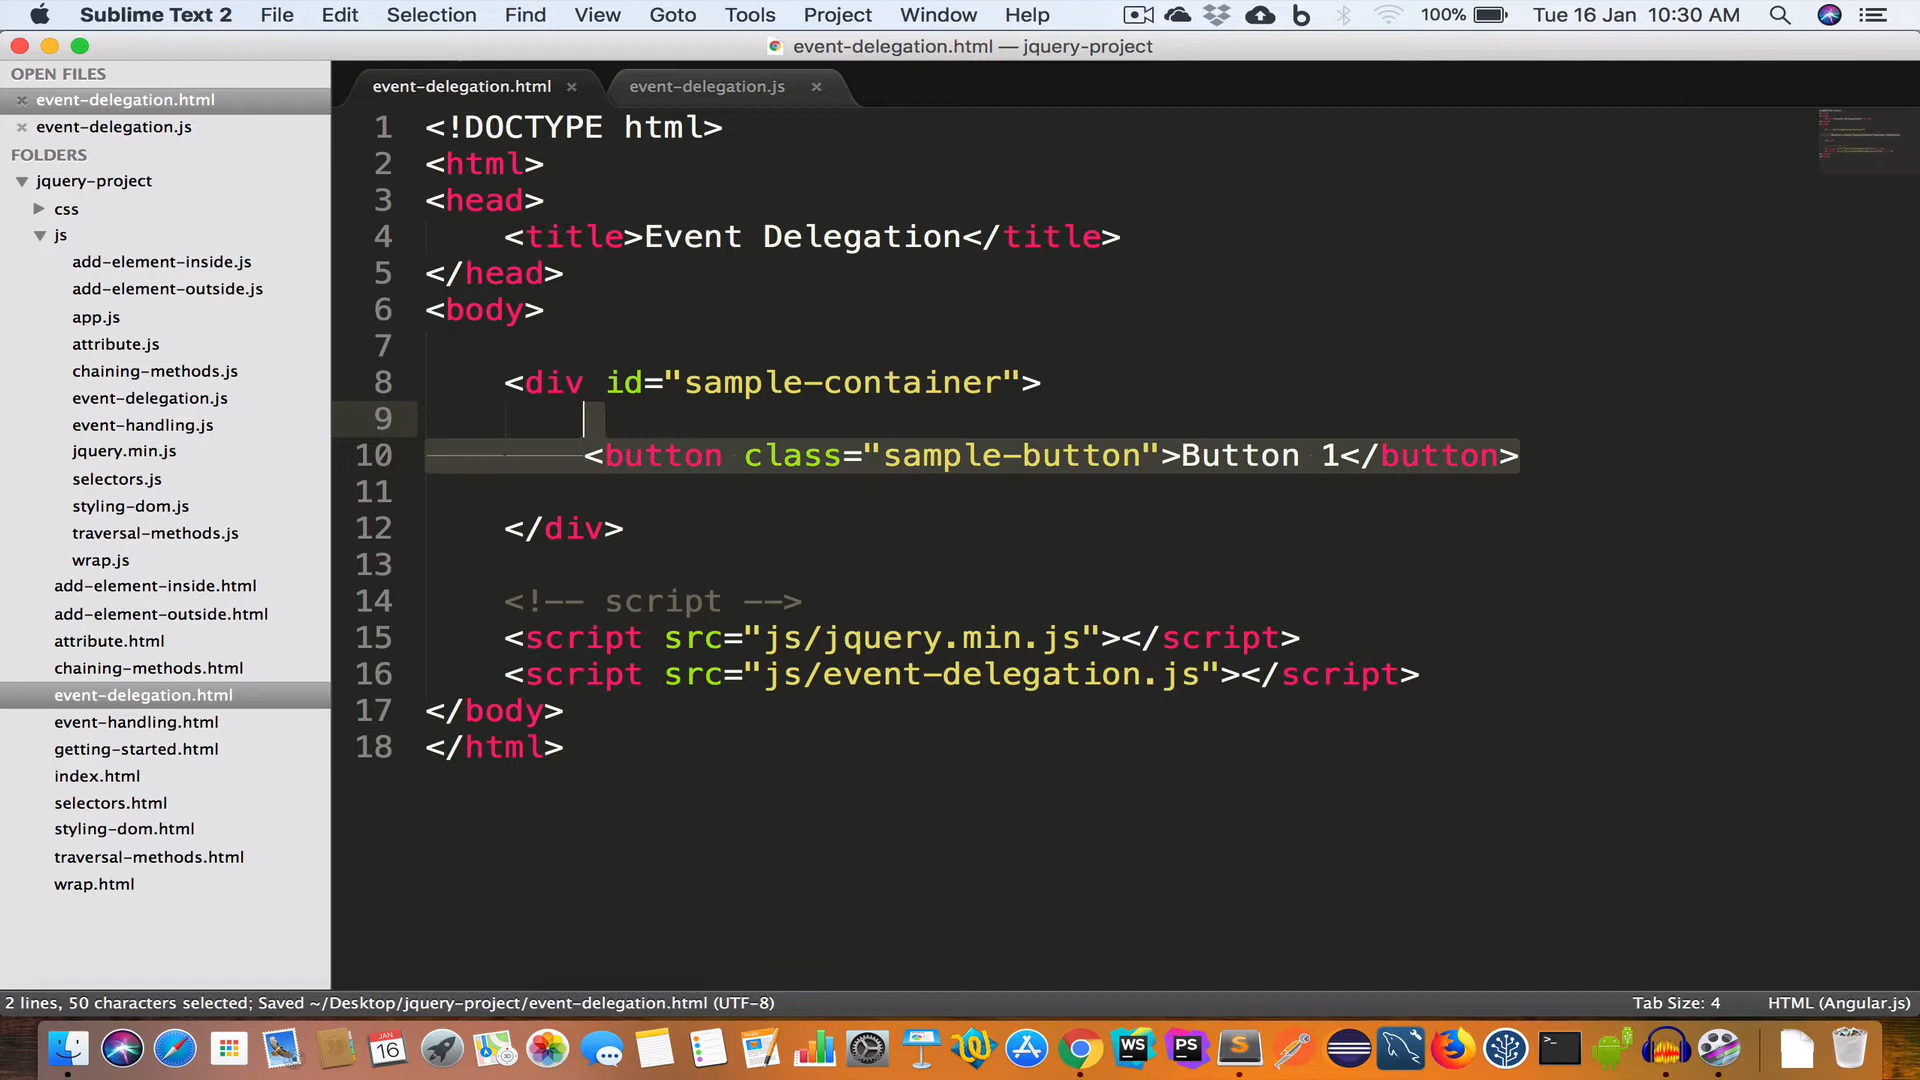 Sublime Text 2 File Edit Selection Find View Goto Tools Project Window Help 100% Tue 16 Jan 10:30 AM
event-delegation.html — jquery-project
OPEN FILES
event-delegation.html
event-delegation.js
FOLDERS
jquery-project
css
js
add-element-inside.js
add-element-outside.js
app.js
attribute.js
chaining-methods.js
event-delegation.js
event-handling.js
jquery.min.js
selectors.js
styling-dom.js
traversal-methods.js
wrap.js
add-element-inside.html
add-element-outside.html
attribute.html
chaining-methods.html
event-delegation.html
event-handling.html
getting-started.html
index.html
selectors.html
styling-dom.html
traversal-methods.html
wrap.html
event-delegation.html event-delegation.js
1 <!DOCTYPE html>
2 <html>
3 <head>
4 <title>Event Delegation</title>
5 </head>
6 <body>
7
8 <div id="sample-container">
9
10 <button class="sample-button">Button 1</button>
11
12 </div>
13
14 <!-- script -->
15 <script src="js/jquery.min.js"></script>
16 <script src="js/event-delegation.js"></script>
17 </body>
18 </html>
2 lines, 50 characters selected; Saved ~/Desktop/jquery-project/event-delegation.html (UTF-8) Tab Size: 4 HTML (Angular.js)
JAN
16
WS
PS